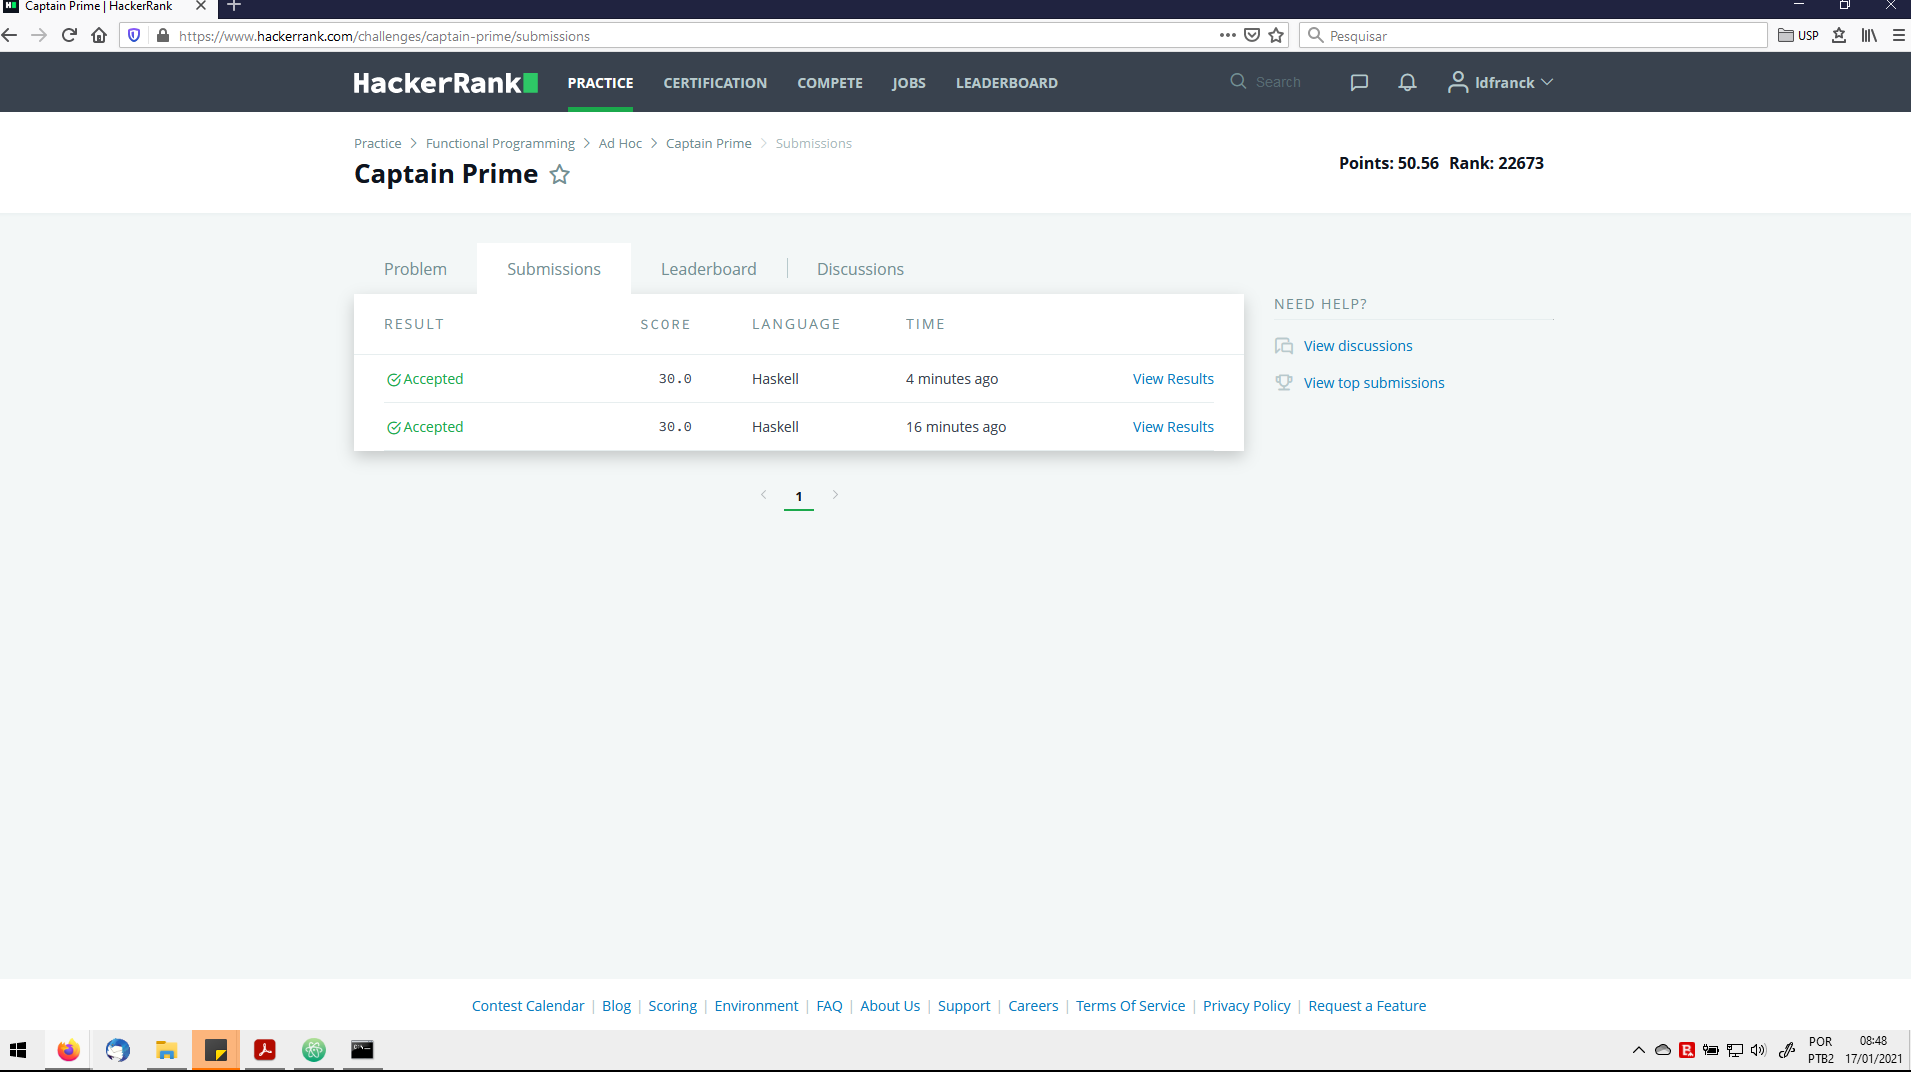 Captain Prime | HackerRank
https://www.hackerrank.com/challenges/captain-prime/submissions
Pesquisar
USP
HackerRank
PRACTICE CERTIFICATION COMPETE JOBS LEADERBOARD
Search
ldfranck
Practice > Functional Programming > Ad Hoc > Captain Prime > Submissions
Captain Prime
Points: 50.56 Rank: 22673
Problem Submissions Leaderboard | Discussions
RESULT SCORE LANGUAGE TIME
Accepted 30.0 Haskell 4 minutes ago View Results
Accepted 30.0 Haskell 16 minutes ago View Results
1
NEED HELP?
View discussions
View top submissions
Contest Calendar | Blog | Scoring | Environment | FAQ | About Us | Support | Careers | Terms Of Service | Privacy Policy | Request a Feature
POR
PTB2
08:48
17/01/2021